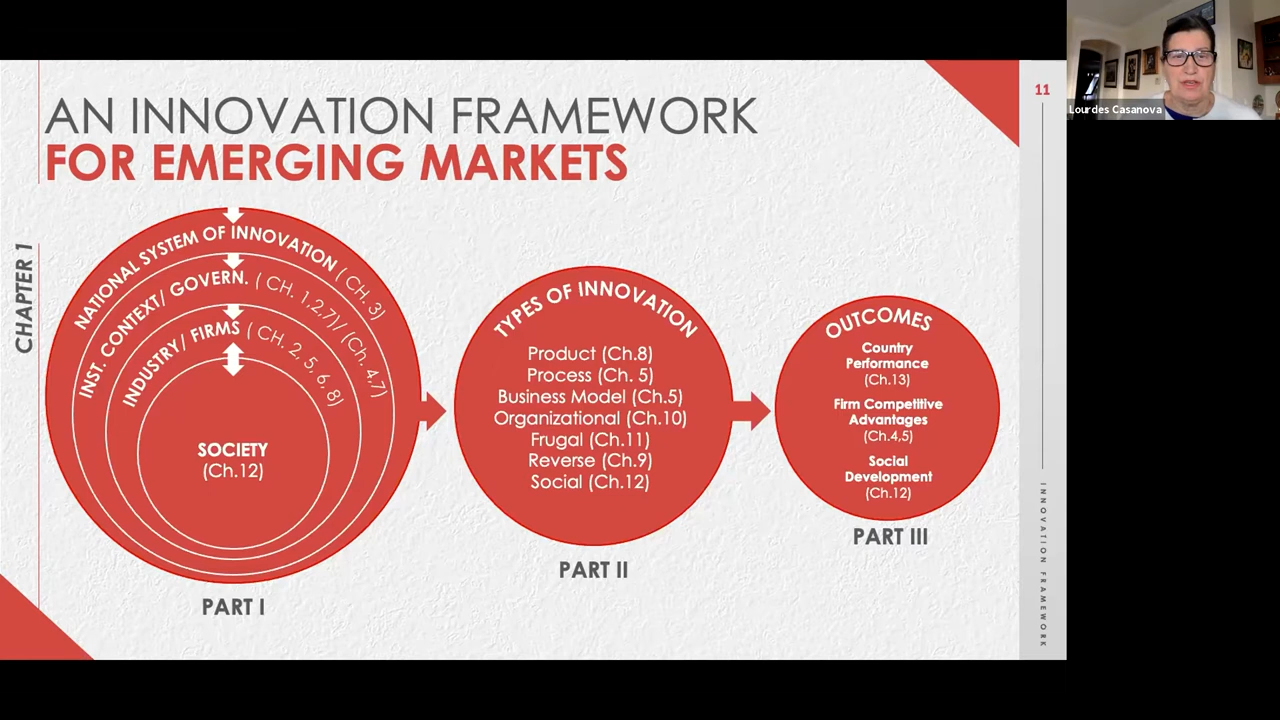 AN INNOVATION FRAMEWORK
FOR EMERGING MARKETS
CHAPTER 1
NATIONAL SYSTEM OF INNOVATION ( CH. 3)
INST. CONTEXT/ GOVERN. ( CH. 1,2,7)/ (Ch. 4,7)
INDUSTRY/ FIRMS ( CH. 2, 5, 6, 8)
SOCIETY
(Ch.12)
PART I
TYPES OF INNOVATION
Product (Ch.8)
Process (Ch. 5)
Business Model (Ch.5)
Organizational (Ch.10)
Frugal (Ch.11)
Reverse (Ch.9)
Social (Ch.12)
PART II
OUTCOMES
Country
Performance
(Ch.13)
Firm Competitive
Advantages
(Ch.4,5)
Social
Development
(Ch.12)
PART III
11
INNOVATION FRAMEWORK
Lourdes Casanova